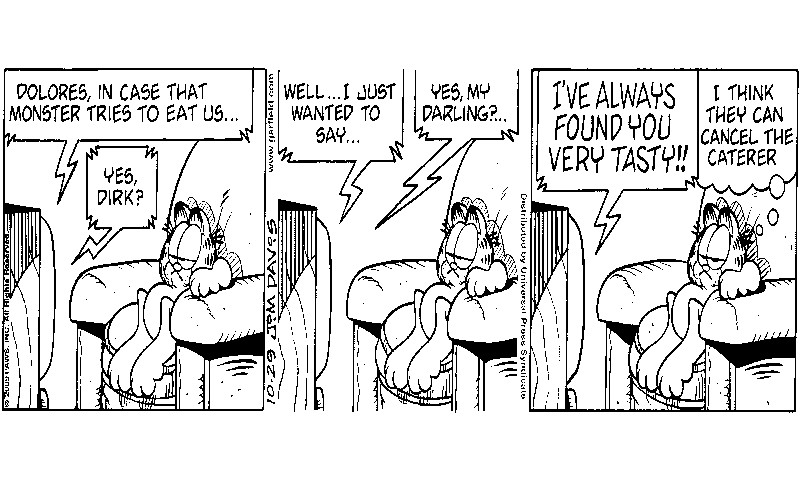 DOLORES, IN CASE THAT
MONSTER TRIES TO EAT US...
YES,
DIRK?
www.garfield.com
10-29 JIM DAVIS
WELL...I JUST
WANTED TO
SAY...
YES, MY
DARLING?..
Distributed by Universal Press Syndicate
I'VE ALWAYS
FOUND YOU
VERY TASTY!!
I THINK
THEY CAN
CANCEL THE
CATERER